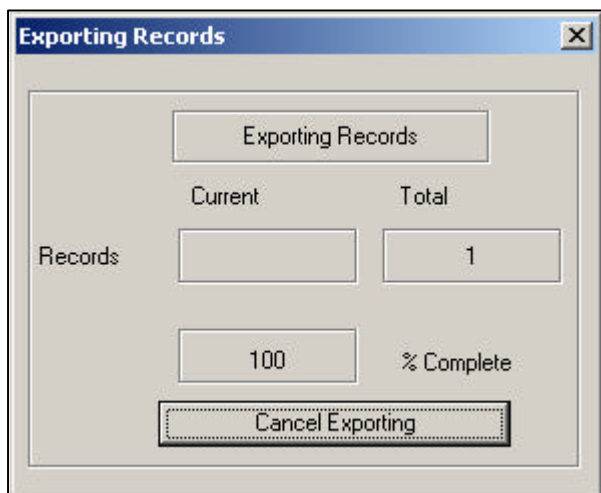 Exporting Records
Exporting Records
Current Total
Records 1
100 % Complete
Cancel Exporting